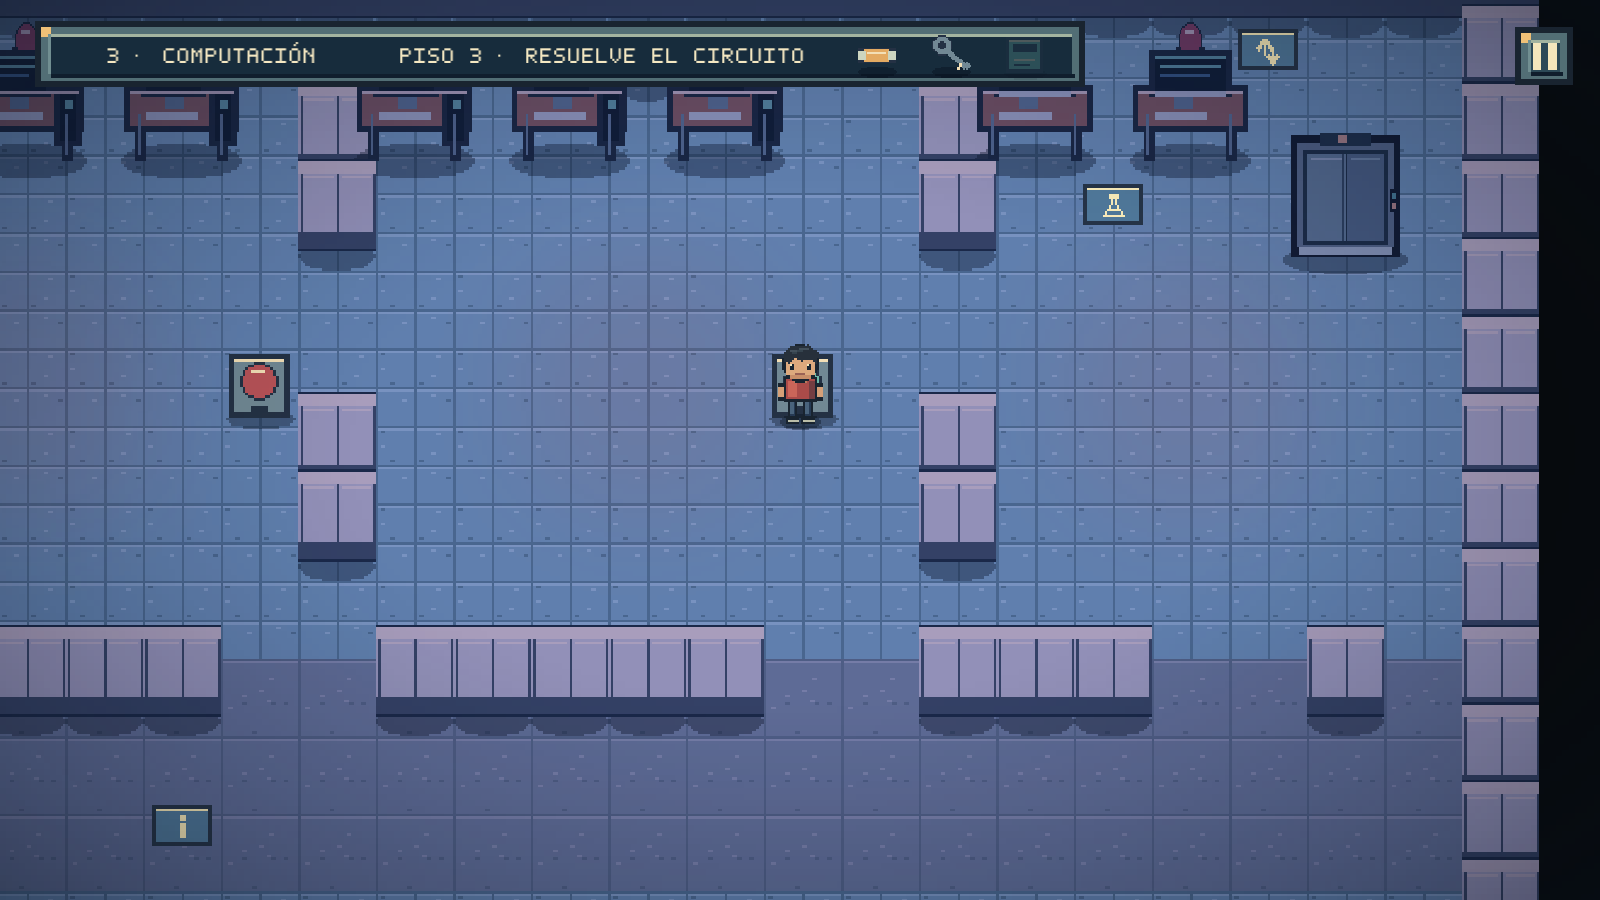 3 · COMPUTACIÓN
PISO 3 · RESUELVE EL CIRCUITO
i